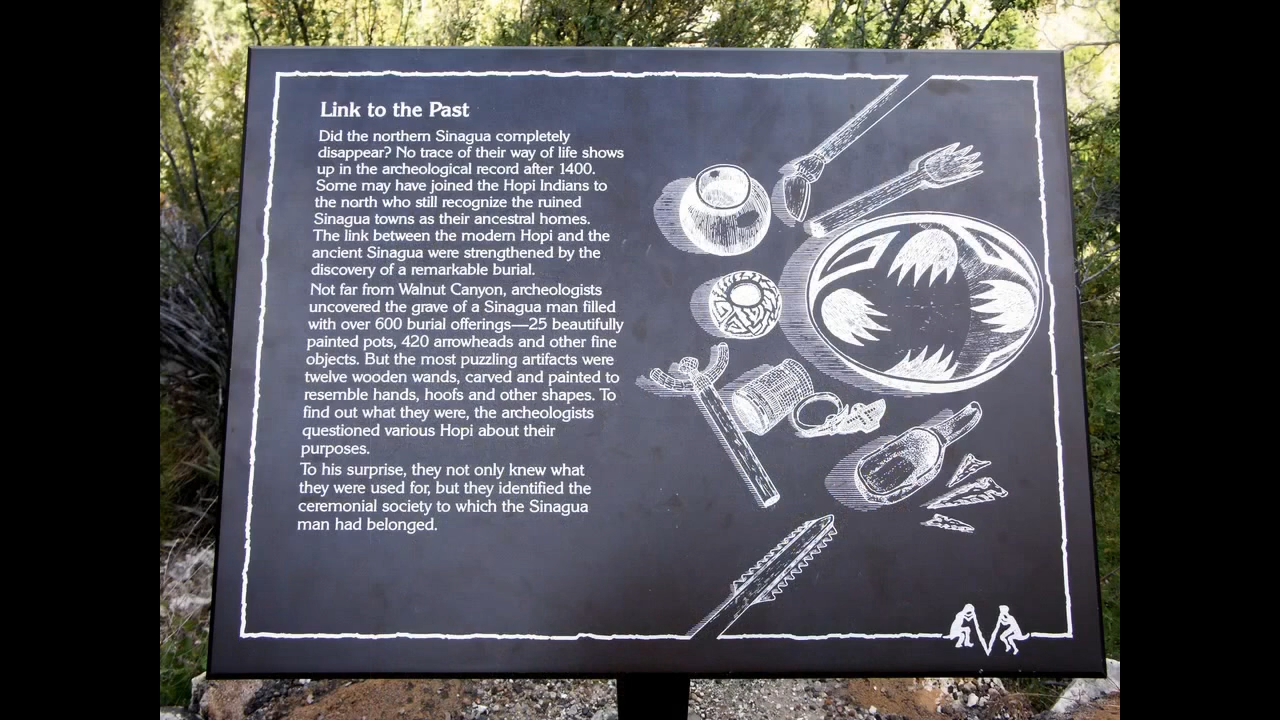 Link to the Past
Did the northern Sinagua completely
disappear? No trace of their way of life shows
up in the archeological record after 1400.
Some may have joined the Hopi Indians to
the north who still recognize the ruined
Sinagua towns as their ancestral homes.
The link between the modern Hopi and the
ancient Sinagua were strengthened by the
discovery of a remarkable burial.
Not far from Walnut Canyon, archeologists
uncovered the grave of a Sinagua man filled
with over 600 burial offerings—25 beautifully
painted pots, 420 arrowheads and other fine
objects. But the most puzzling artifacts were
twelve wooden wands, carved and painted to
resemble hands, hoofs and other shapes. To
find out what they were, the archeologists
questioned various Hopi about their
purposes.
To his surprise, they not only knew what
they were used for, but they identified the
ceremonial society to which the Sinagua
man had belonged.